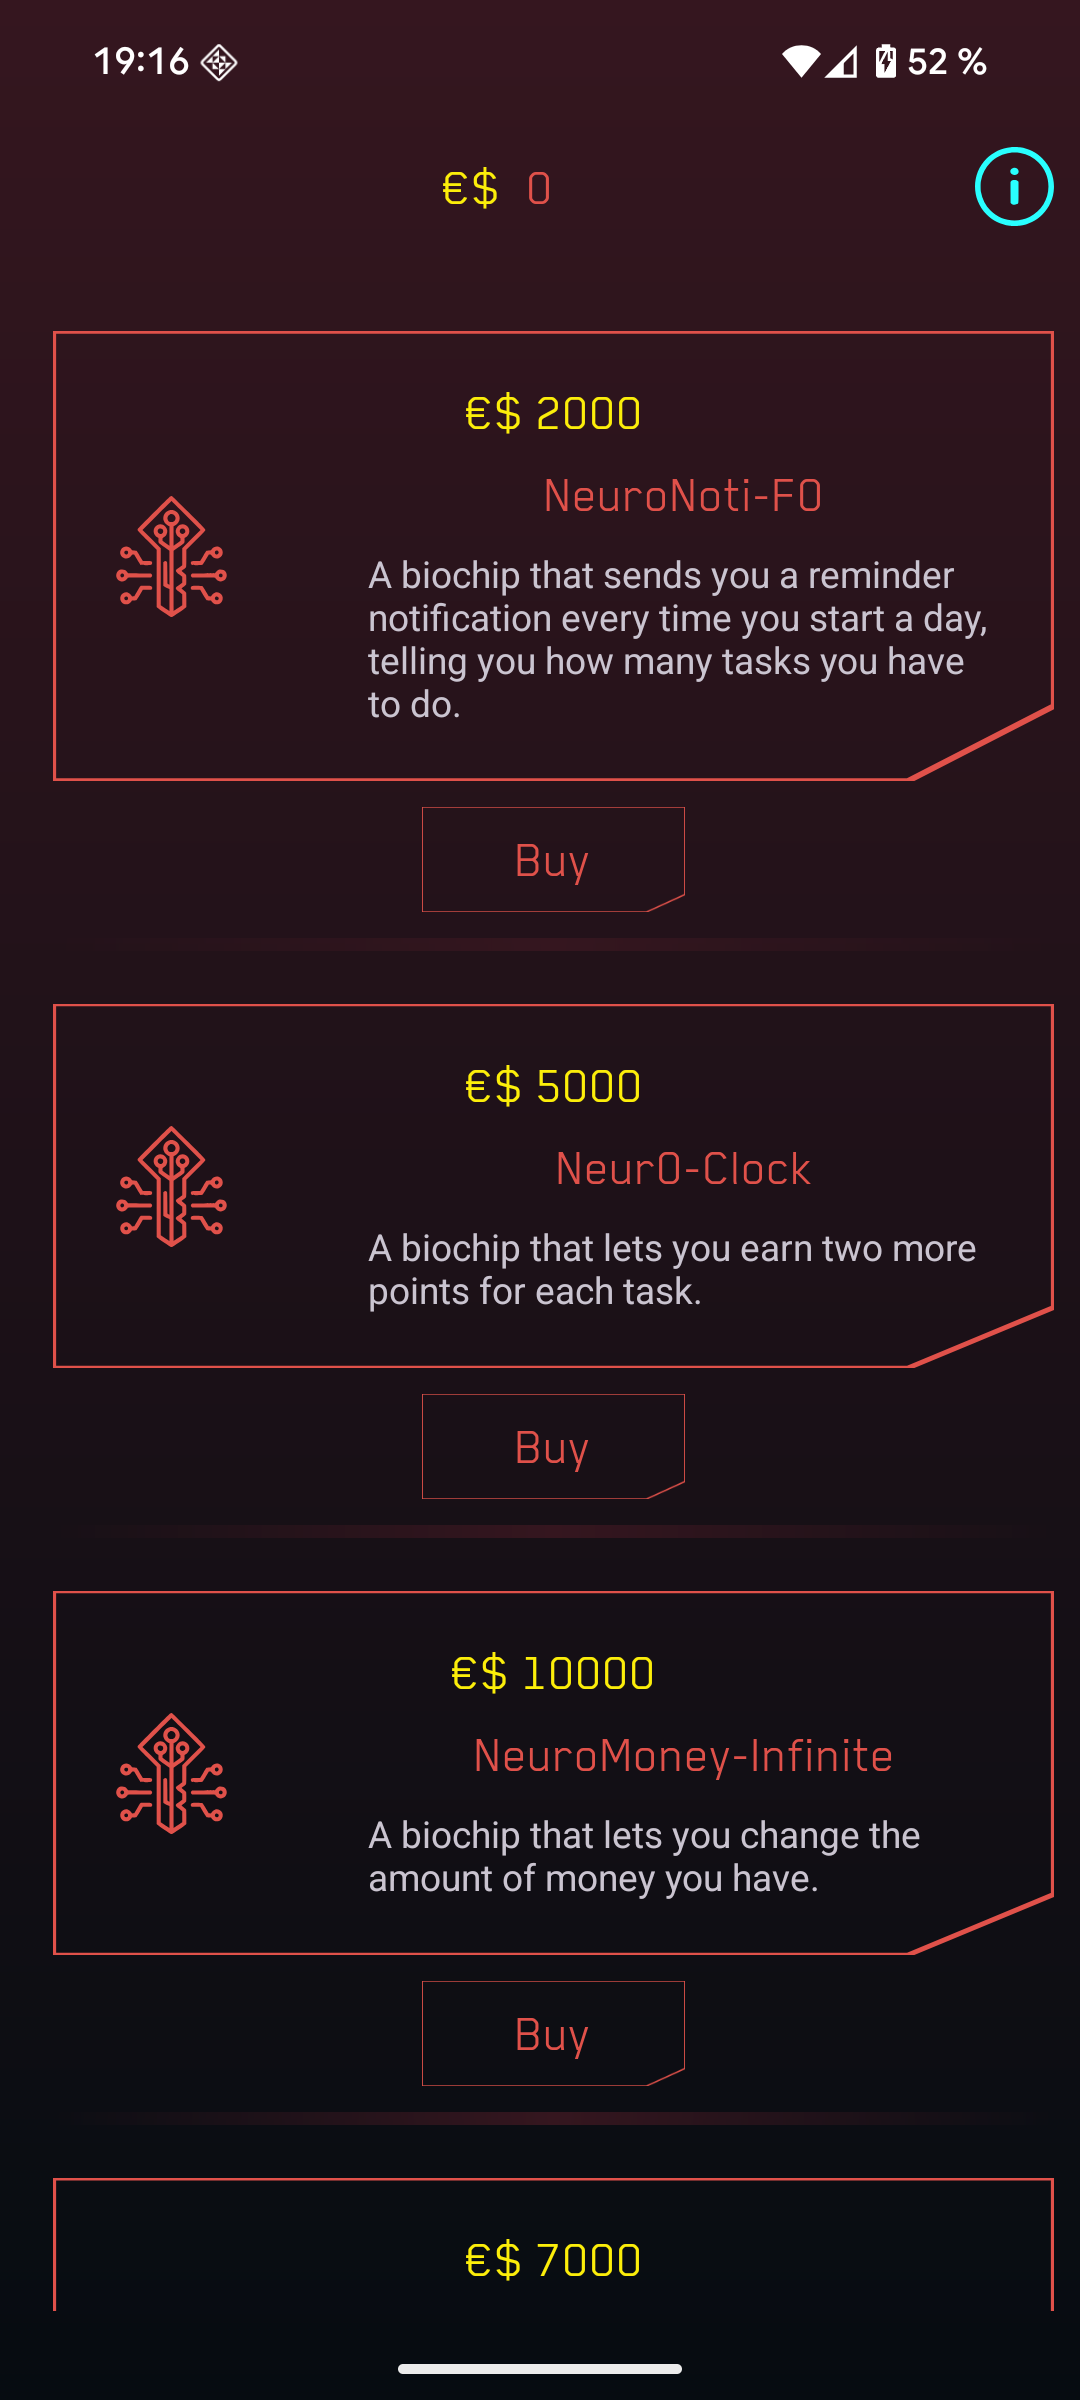 19:16
52 %
€$ 0
€$ 2000
NeuroNoti-F0
A biochip that sends you a reminder
notification every time you start a day,
telling you how many tasks you have
to do.
Buy
€$ 5000
Neur0-Clock
A biochip that lets you earn two more
points for each task.
Buy
€$ 10000
NeuroMoney-Infinite
A biochip that lets you change the
amount of money you have.
Buy
€$ 7000